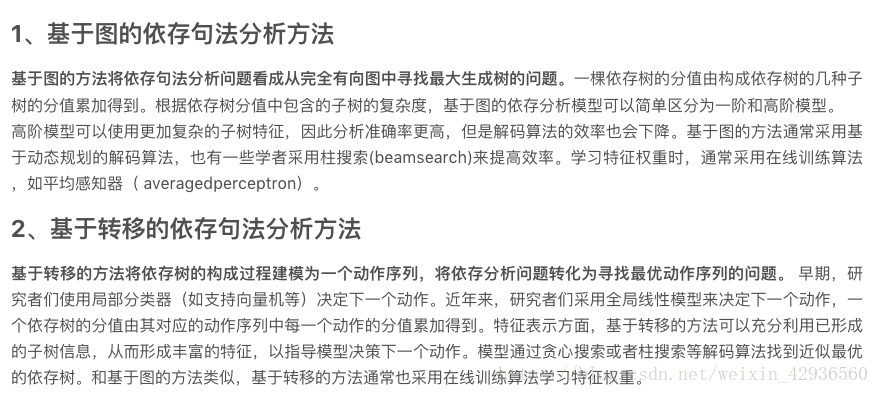 1、基于图的依存句法分析方法
基于图的方法将依存句法分析问题看成从完全有向图中寻找最大生成树的问题。一棵依存树的分值由构成依存树的几种子
树的分值累加得到。根据依存树分值中包含的子树的复杂度，基于图的依存分析模型可以简单区分为一阶和高阶模型。
高阶模型可以使用更加复杂的子树特征，因此分析准确率更高，但是解码算法的效率也会下降。基于图的方法通常采用基
于动态规划的解码算法，也有一些学者采用柱搜索(beamsearch)来提高效率。学习特征权重时，通常采用在线训练算法
，如平均感知器（ averagedperceptron）。
2、基于转移的依存句法分析方法
基于转移的方法将依存树的构成过程建模为一个动作序列，将依存分析问题转化为寻找最优动作序列的问题。 早期，研
究者们使用局部分类器（如支持向量机等）决定下一个动作。近年来，研究者们采用全局线性模型来决定下一个动作，一
个依存树的分值由其对应的动作序列中每一个动作的分值累加得到。特征表示方面，基于转移的方法可以充分利用已形成
的子树信息，从而形成丰富的特征，以指导模型决策下一个动作。模型通过贪心搜索或者柱搜索等解码算法找到近似最优
的依存树。和基于图的方法类似，基于转移的方法通常也采用在线训练算法学习特征权重。
sdn.net/weixin_42936560